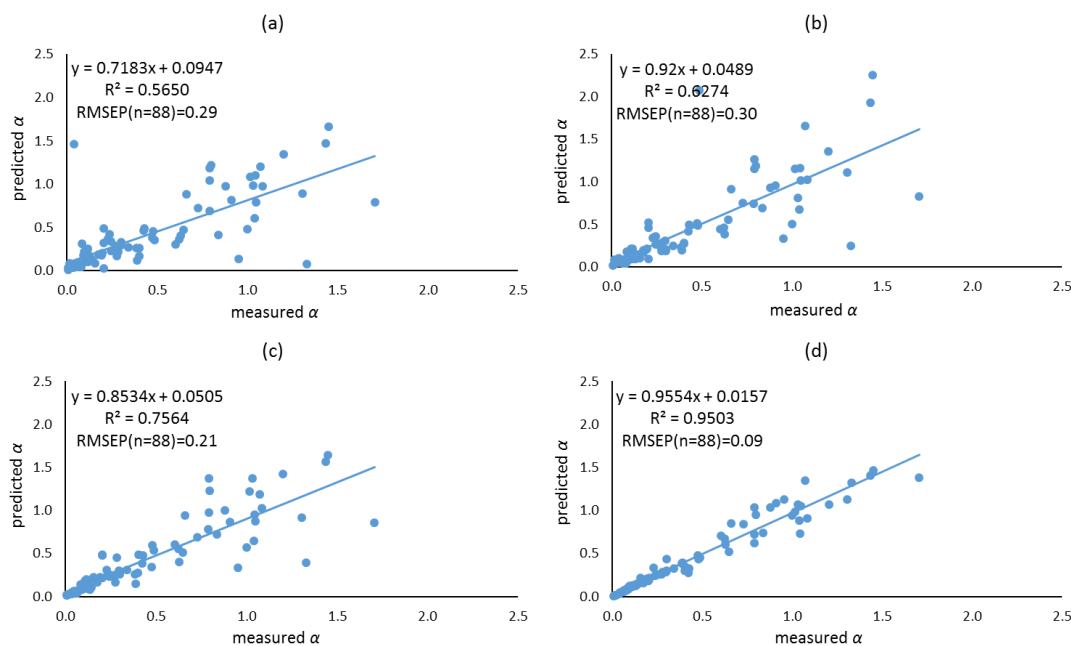 (a)
2.5
2.0
1.5
1.0
0.5
0.0
y = 0.7183x + 0.0947
R² = 0.5650
RMSEP(n=88)=0.29
predicted α
0.0 0.5 1.0 1.5 2.0 2.5
measured α
(b)
2.5
2.0
1.5
1.0
0.5
0.0
y = 0.92x + 0.0489
R² = 0.6274
RMSEP(n=88)=0.30
predicted α
0.0 0.5 1.0 1.5 2.0 2.5
measured α
(c)
2.5
2.0
1.5
1.0
0.5
0.0
y = 0.8534x + 0.0505
R² = 0.7564
RMSEP(n=88)=0.21
predicted α
0.0 0.5 1.0 1.5 2.0 2.5
measured α
(d)
2.5
2.0
1.5
1.0
0.5
0.0
y = 0.9554x + 0.0157
R² = 0.9503
RMSEP(n=88)=0.09
predicted α
0.0 0.5 1.0 1.5 2.0 2.5
measured α